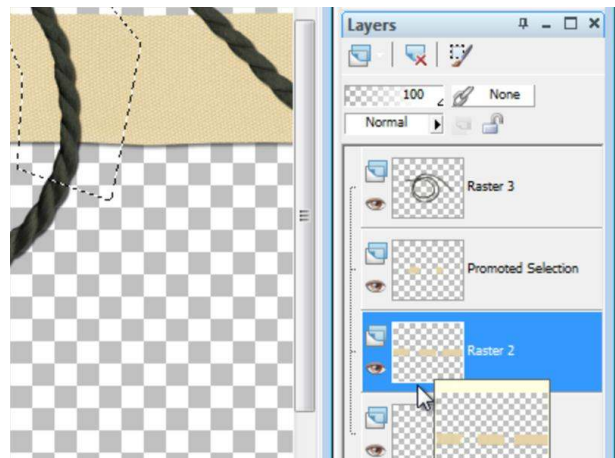 Layers
100
None
Normal
Raster 3
Promoted Selection
Raster 2